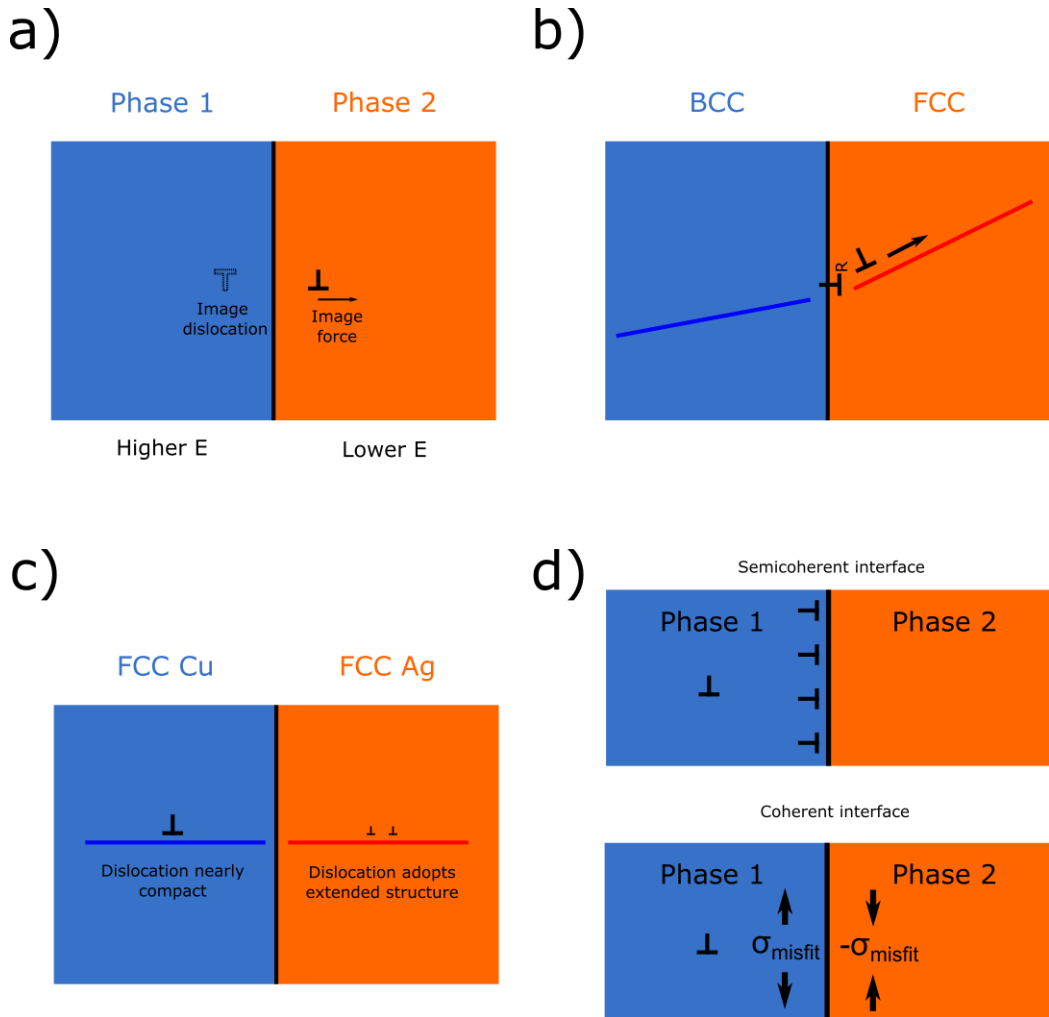 a)
Phase 1
Phase 2
Image
dislocation
Image
force
Higher E
Lower E
b)
BCC
FCC
R
c)
FCC Cu
FCC Ag
Dislocation nearly
compact
Dislocation adopts
extended structure
d)
Semicoherent interface
Phase 1
Phase 2
Coherent interface
Phase 1
Phase 2
σmisfit
-σmisfit